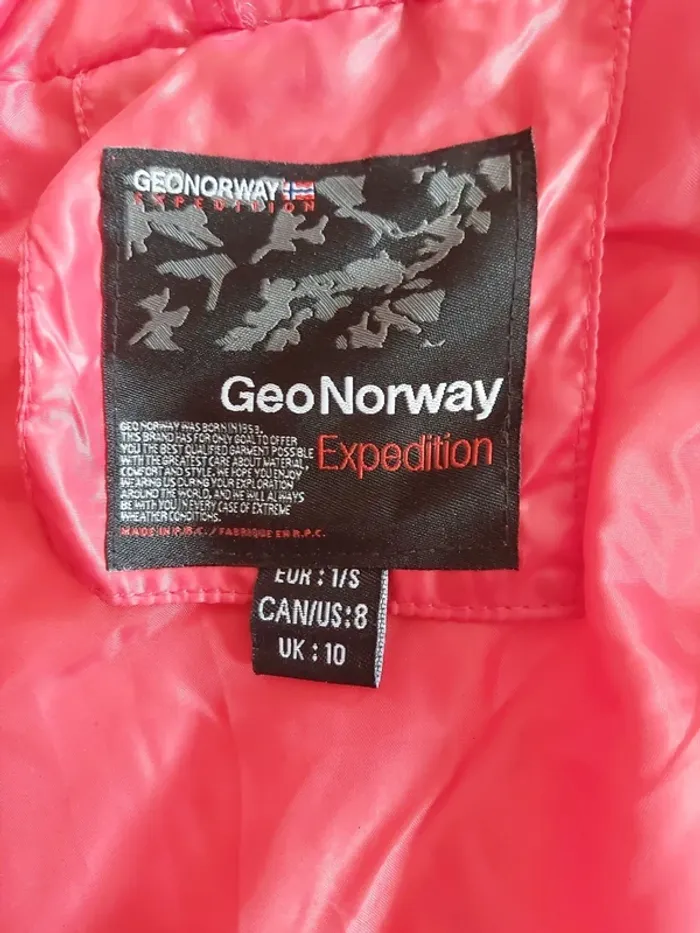 GEONORWAY
EXPEDITION
GeoNorway
Expedition
GEO NORWAY WAS BORN IN 1993.
THIS BRAND HAS FOR ONLY GOAL TO OFFER
YOU THE BEST QUALIFIED GARMENT POSSIBLE
WITH THE GREATEST CARE ABOUT MATERIAL,
COMFORT AND STYLE. WE HOPE YOU ENJOY
WEARING US DURING YOUR EXPLORATION
AROUND THE WORLD, AND WE WILL ALWAYS
BE WITH YOU IN EVERY CASE OF EXTREME
WHEATHER CONDITIONS.
MADE IN P.R.C. / FABRIQUE EN R.P.C.
EUR : 1/S
CAN/US:8
UK : 10